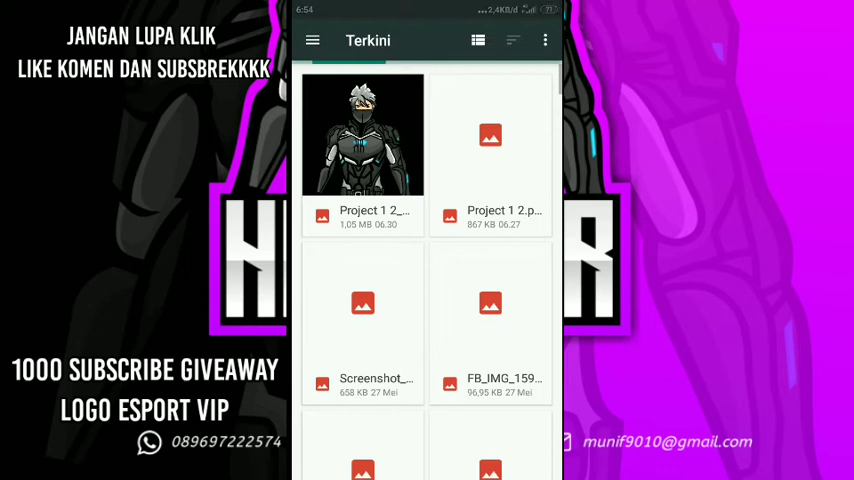 JANGAN LUPA KLIK
LIKE KOMEN DAN SUBSBREKKKK
6:54
...2,4KB/d
71
Terkini
Project 1 2_...
1,05 MB 06.30
Project 1 2.p...
867 KB 06.27
Screenshot_...
658 KB 27 Mei
FB_IMG_159...
96,95 KB 27 Mei
1000 SUBSCRIBE GIVEAWAY
LOGO ESPORT VIP
089697222574
munif9010@gmail.com